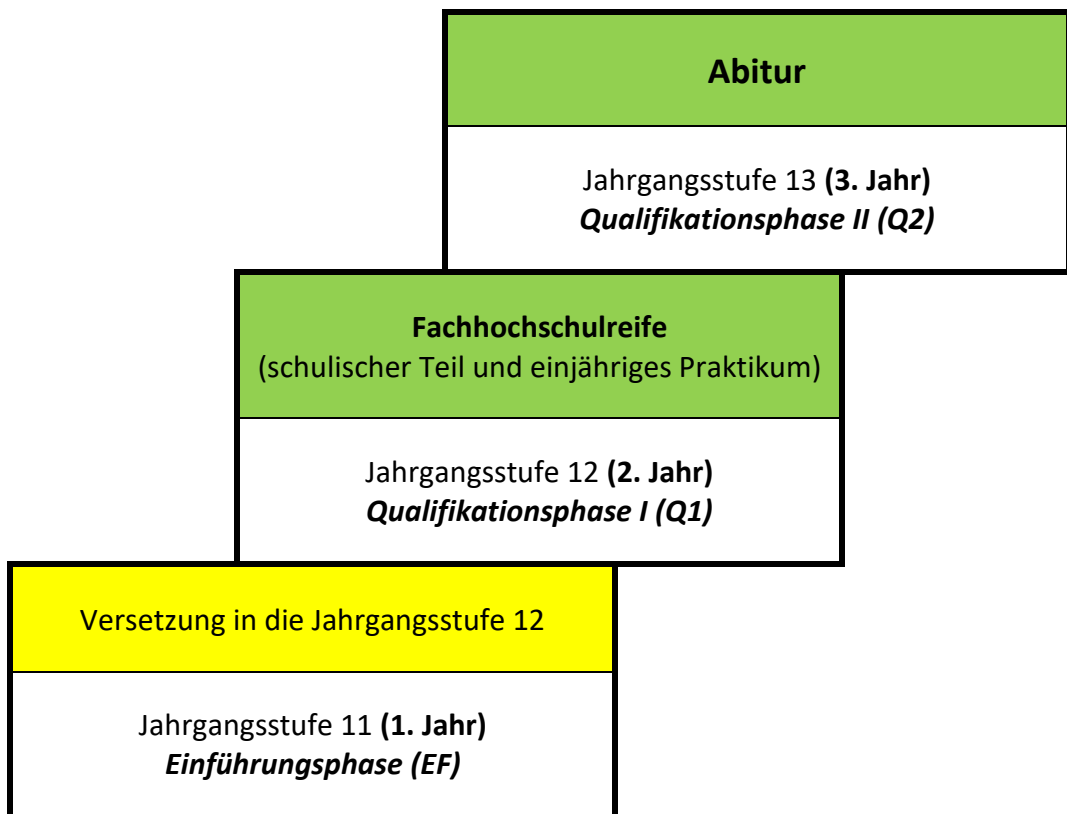 Abitur
Jahrgangsstufe 13 (3. Jahr)
Qualifikationsphase II (Q2)
Fachhochschulreife
(schulischer Teil und einjähriges Praktikum)
Jahrgangsstufe 12 (2. Jahr)
Qualifikationsphase I (Q1)
Versetzung in die Jahrgangsstufe 12
Jahrgangsstufe 11 (1. Jahr)
Einführungsphase (EF)